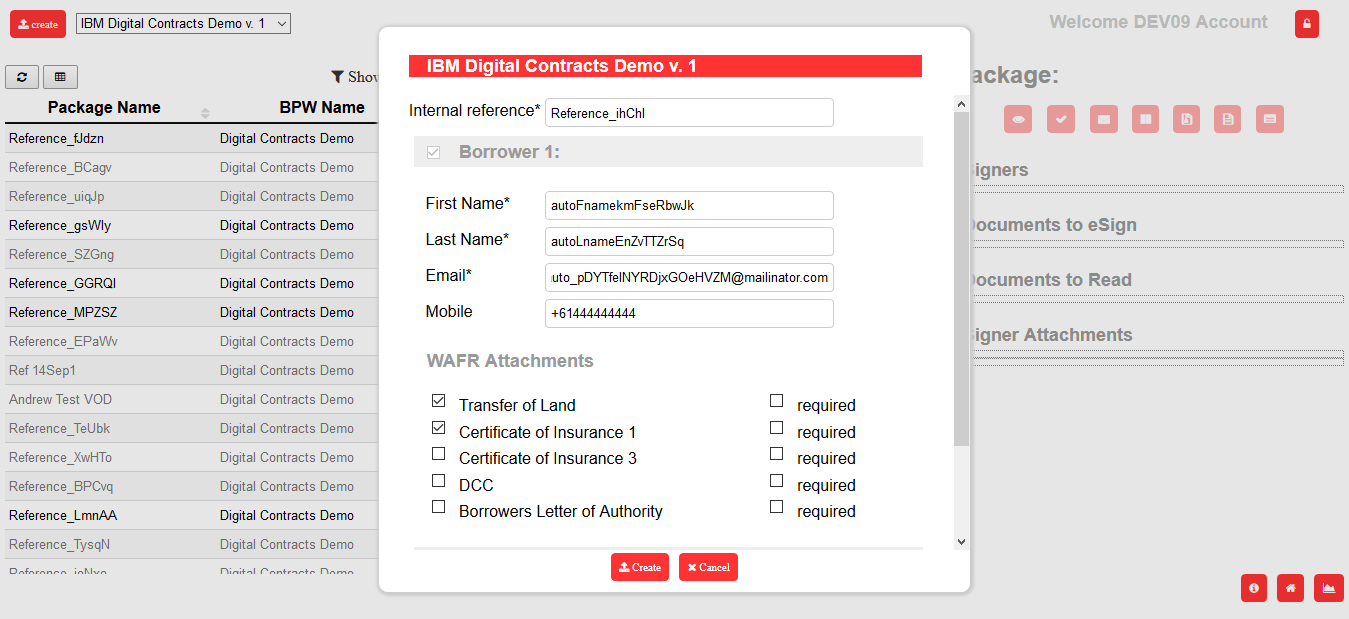 create
IBM Digital Contracts Demo v. 1
Welcome DEV09 Account
Package Name
BPW Name
Reference_fJdzn Digital Contracts Demo
Reference_BCagv Digital Contracts Demo
Reference_uiqJp Digital Contracts Demo
Reference_gsWIy Digital Contracts Demo
Reference_SZGng Digital Contracts Demo
Reference_GGRQI Digital Contracts Demo
Reference_MPZSZ Digital Contracts Demo
Reference_EPaWv Digital Contracts Demo
Ref 14Sep1 Digital Contracts Demo
Andrew Test VOD Digital Contracts Demo
Reference_TeUbk Digital Contracts Demo
Reference_XwHTo Digital Contracts Demo
Reference_BPCvq Digital Contracts Demo
Reference_LmnAA Digital Contracts Demo
Reference_TysqN Digital Contracts Demo
Digital Contracts Demo
IBM Digital Contracts Demo v. 1
Internal reference* Reference_ihChl
Borrower 1:
First Name* autoFnamekmFseRbwJk
Last Name* autoLnameEnZvTTZrSq
Email* uto_pDYTfelNYRDjxGOeHVZM@mailinator.com
Mobile +61444444444
WAFR Attachments
Transfer of Land required
Certificate of Insurance 1 required
Certificate of Insurance 3 required
DCC required
Borrowers Letter of Authority required
Create Cancel
ackage:
igners
ocuments to eSign
ocuments to Read
igner Attachments